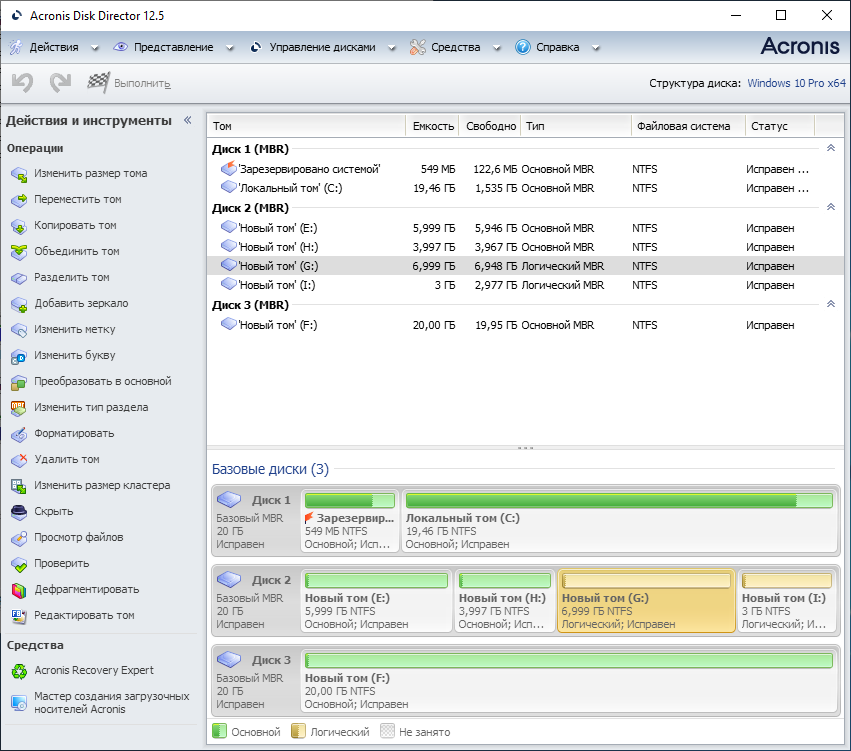 Acronis Disk Director 12.5
Действия Представление Управление дисками Средства Справка Acronis
Выполнить Структура диска: Windows 10 Pro x64
Действия и инструменты «
Операции
Изменить размер тома
Переместить том
Копировать том
Объединить том
Разделить том
Добавить зеркало
Изменить метку
Изменить букву
Преобразовать в основной
Изменить тип раздела
Форматировать
Удалить том
Изменить размер кластера
Скрыть
Просмотр файлов
Проверить
Дефрагментировать
Редактировать том
Средства
Acronis Recovery Expert
Мастер создания загрузочных
носителей Acronis
Том Емкость Свободно Тип Файловая система Статус
Диск 1 (MBR)
'Зарезервировано системой' 549 МБ 122,6 МБ Основной MBR NTFS Исправен ...
'Локальный том' (C:) 19,46 ГБ 1,535 ГБ Основной MBR NTFS Исправен ...
Диск 2 (MBR)
'Новый том' (E:) 5,999 ГБ 5,946 ГБ Основной MBR NTFS Исправен
'Новый том' (H:) 3,997 ГБ 3,967 ГБ Основной MBR NTFS Исправен
'Новый том' (G:) 6,999 ГБ 6,948 ГБ Логический MBR NTFS Исправен
'Новый том' (I:) 3 ГБ 2,977 ГБ Логический MBR NTFS Исправен
Диск 3 (MBR)
'Новый том' (F:) 20,00 ГБ 19,95 ГБ Основной MBR NTFS Исправен
Базовые диски (3)
Диск 1
Базовый MBR
20 ГБ
Исправен
Зарезервир...
549 МБ NTFS
Основной; Исп...
Локальный том (C:)
19,46 ГБ NTFS
Основной; Исправен
Диск 2
Базовый MBR
20 ГБ
Исправен
Новый том (E:)
5,999 ГБ NTFS
Основной; Исправен
Новый том (H:)
3,997 ГБ NTFS
Основной; Исп...
Новый том (G:)
6,999 ГБ NTFS
Логический; Исправен
Новый том (I:)
3 ГБ NTFS
Логический; И...
Диск 3
Базовый MBR
20 ГБ
Исправен
Новый том (F:)
20,00 ГБ NTFS
Основной; Исправен
Основной Логический Не занято